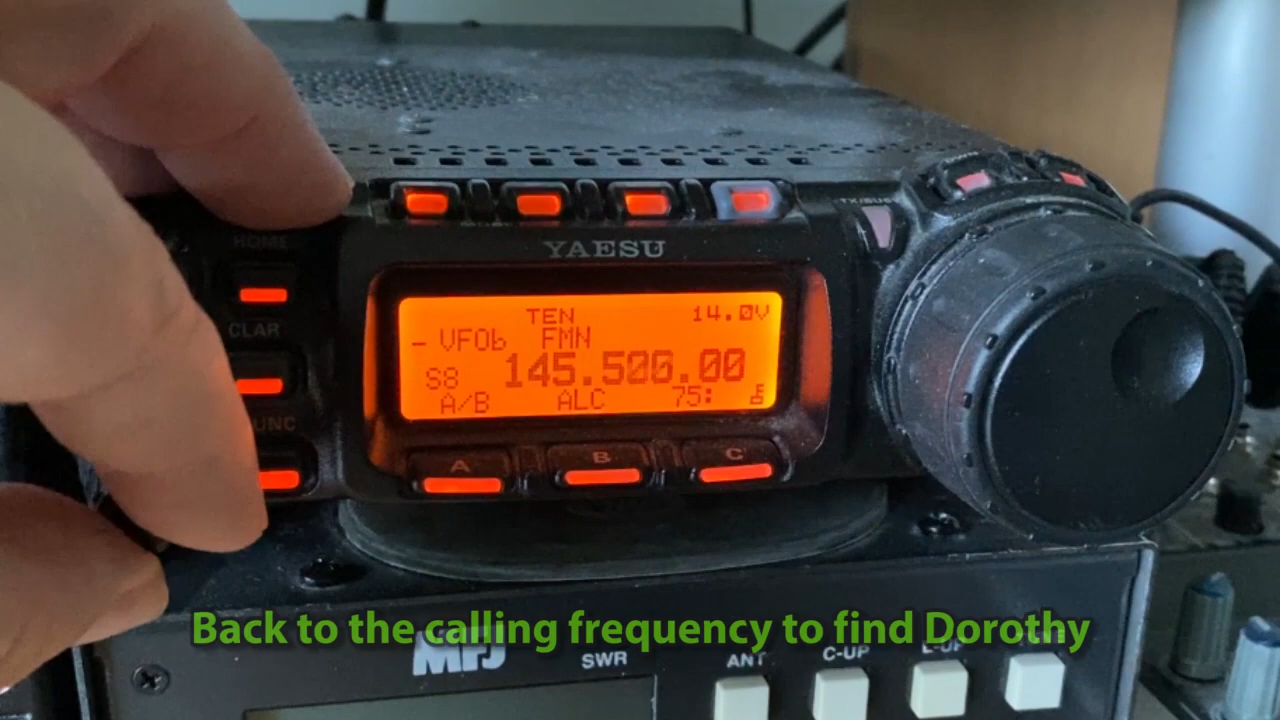 TX/BUSY
HOME
YAESU
TEN
14.0V
- VFOb FMN
CLAR
S8 145.500.00
A/B ALC 75:
FUNC
A B C
Back to the calling frequency to find Dorothy
MFJ
SWR
ANT
C-UP
L-UP